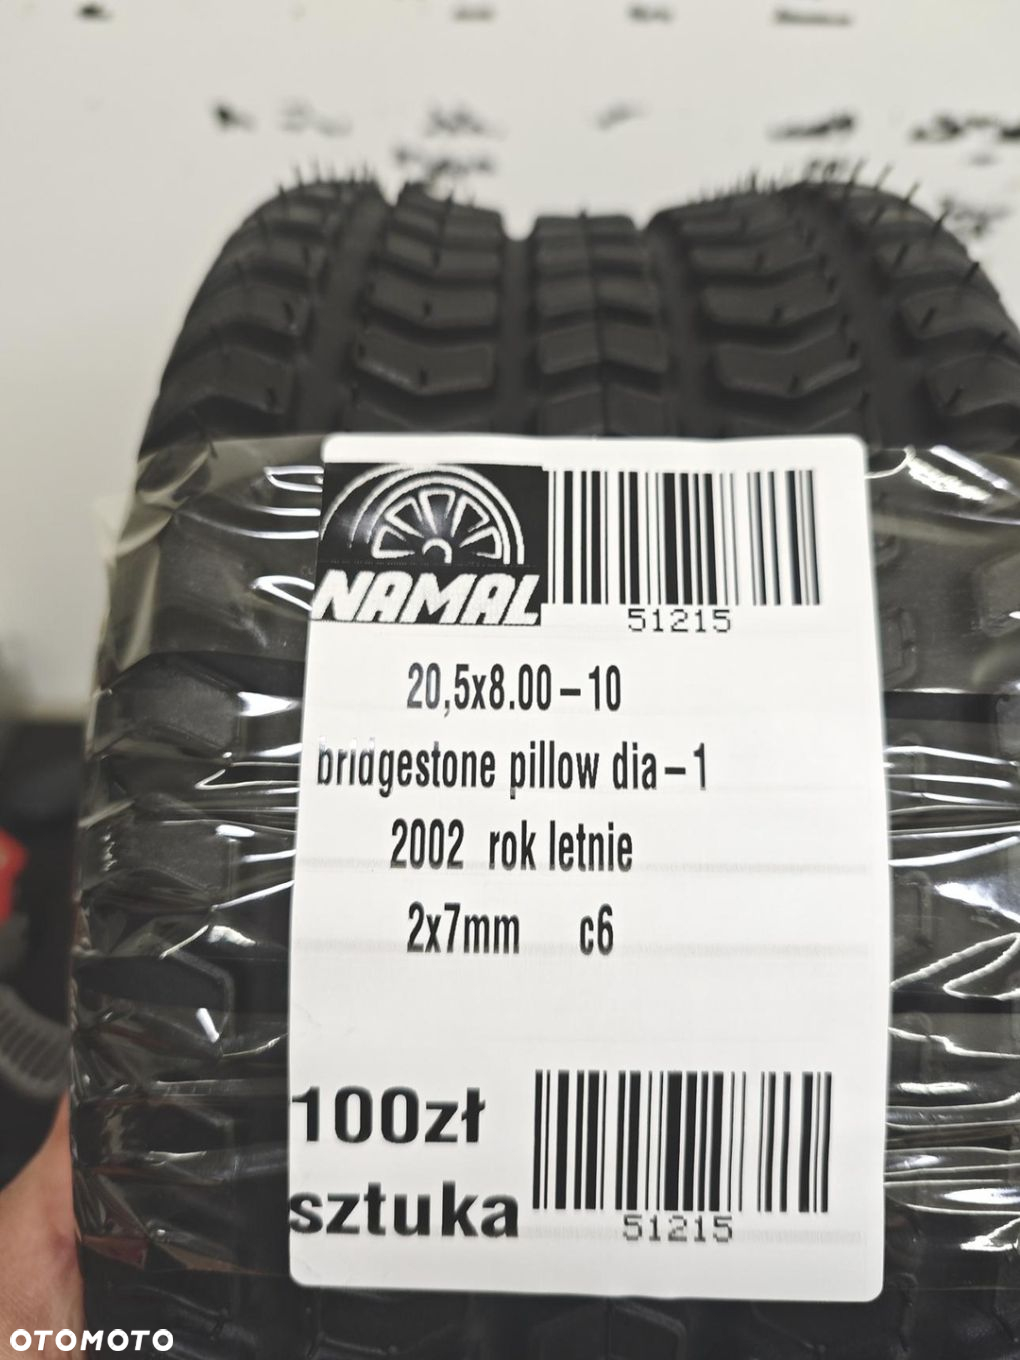 NAMAL
51215
20,5x8.00-10
bridgestone pillow dia-1
2002 rok letnie
2x7mm c6
100zł
sztuka
51215
OTOMOTO